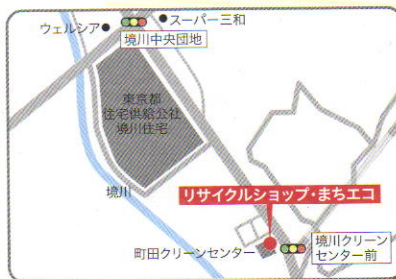 ウェルシア
スーパー三和
境川中央団地
東京都
住宅供給公社
境川住宅
境川
リサイクルショップ・まちエコ
町田クリーンセンター
境川クリーン
センター前